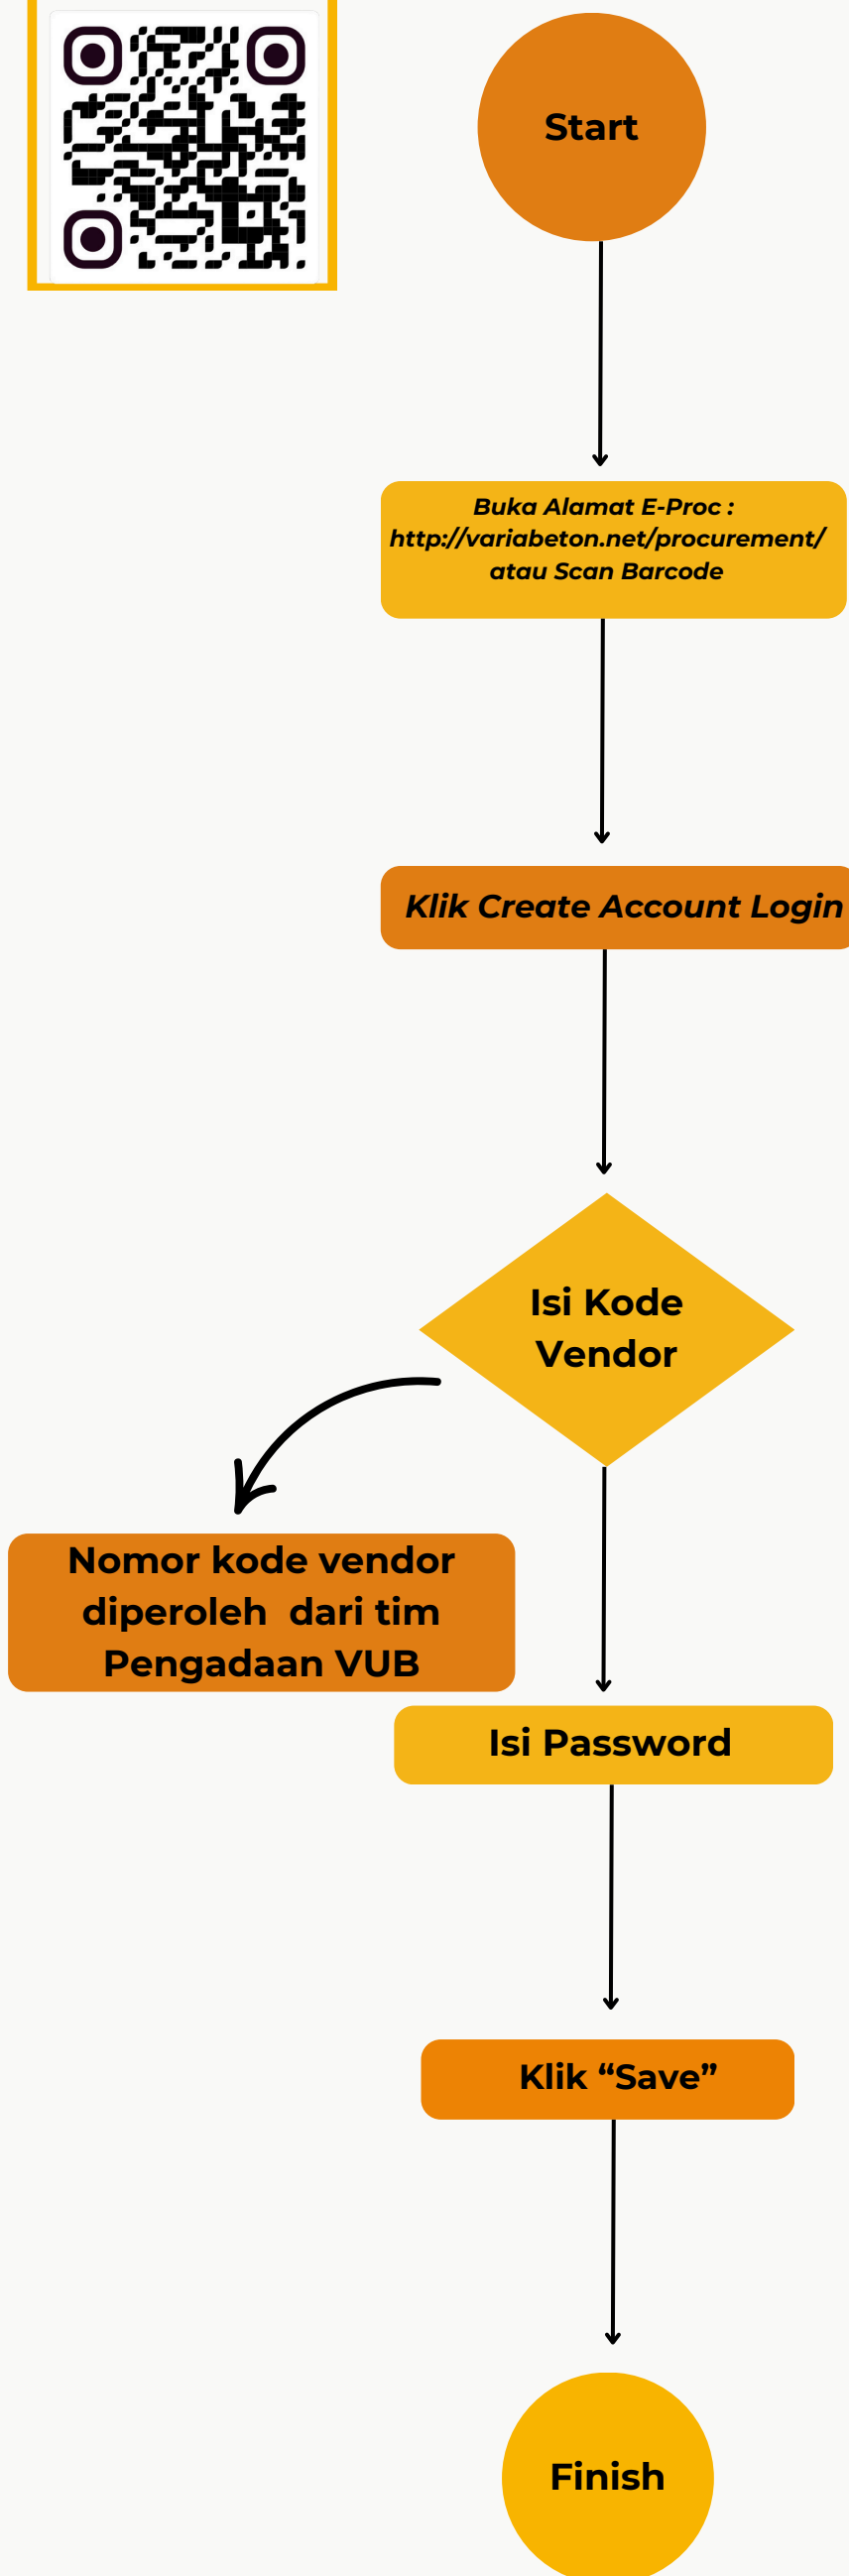 Start
Buka Alamat E-Proc :
http://variabeton.net/procurement/
atau Scan Barcode
Klik Create Account Login
Isi Kode
Vendor
Nomor kode vendor
diperoleh dari tim
Pengadaan VUB
Isi Password
Klik “Save”
Finish